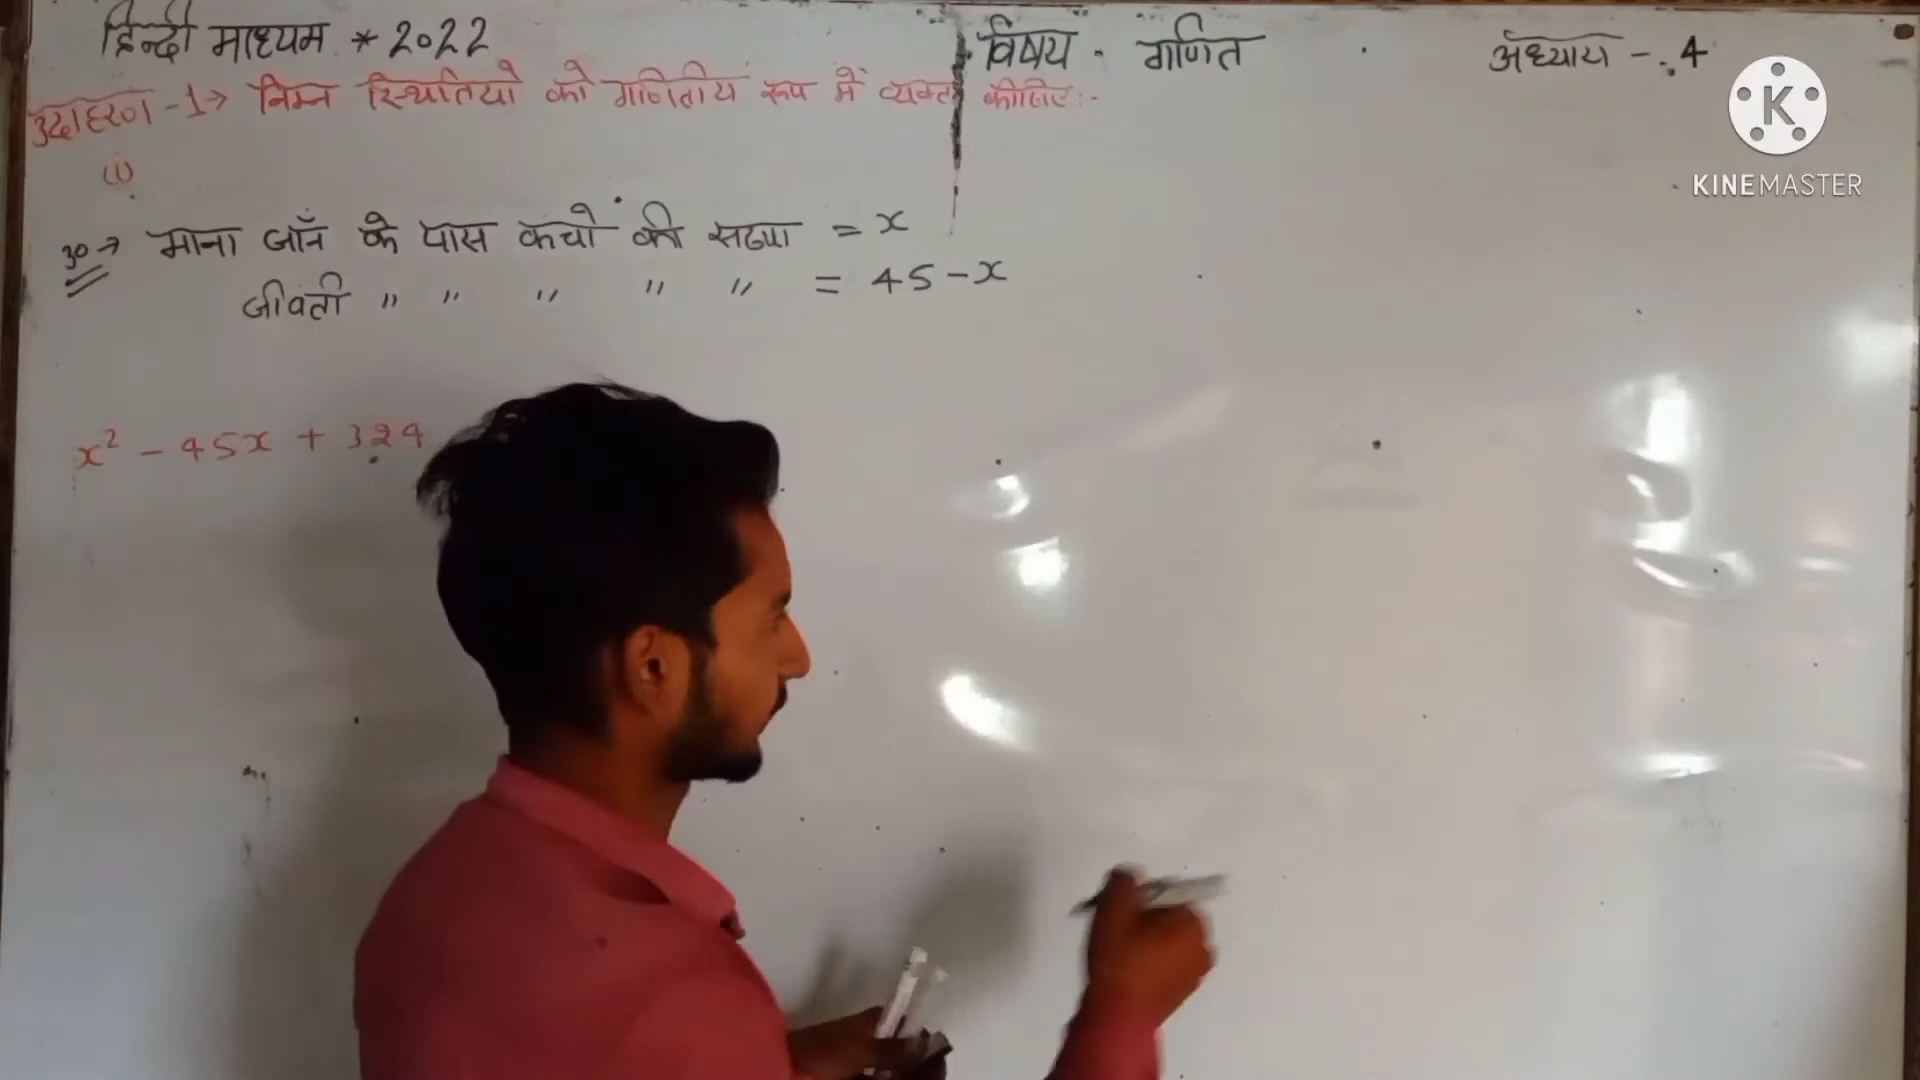 हिन्दी माध्यम * 2022
विषय - गणित
अध्याय - 4
उदाहरण -1→ निम्न स्थितियो को गणितीय रूप में व्यक्त कीजिए:-
(i)
उ०→ माना जॉन के पास कंचो की संख्या = x
जीवंती " " " " " = 45 - x
x² - 45x + 324
K
KINEMASTER